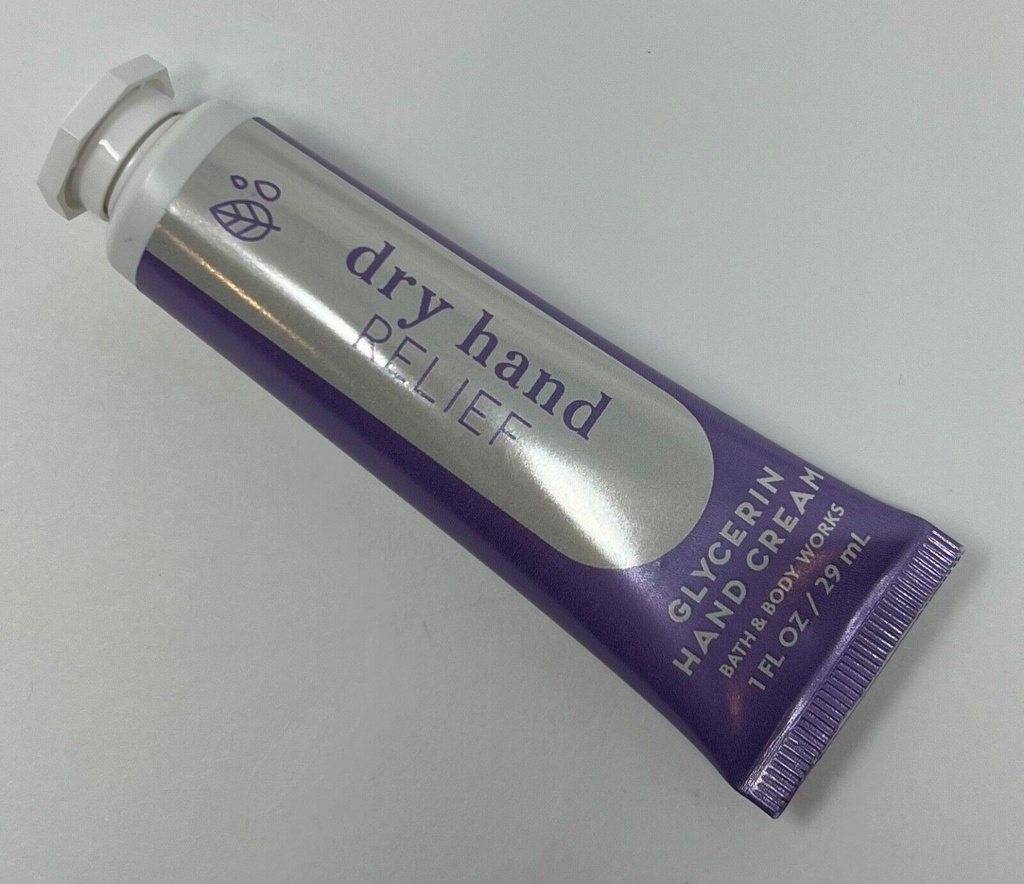 dry hand
RELIEF
GLYCERIN
HAND CREAM
BATH & BODY WORKS
1 FL OZ / 29 mL